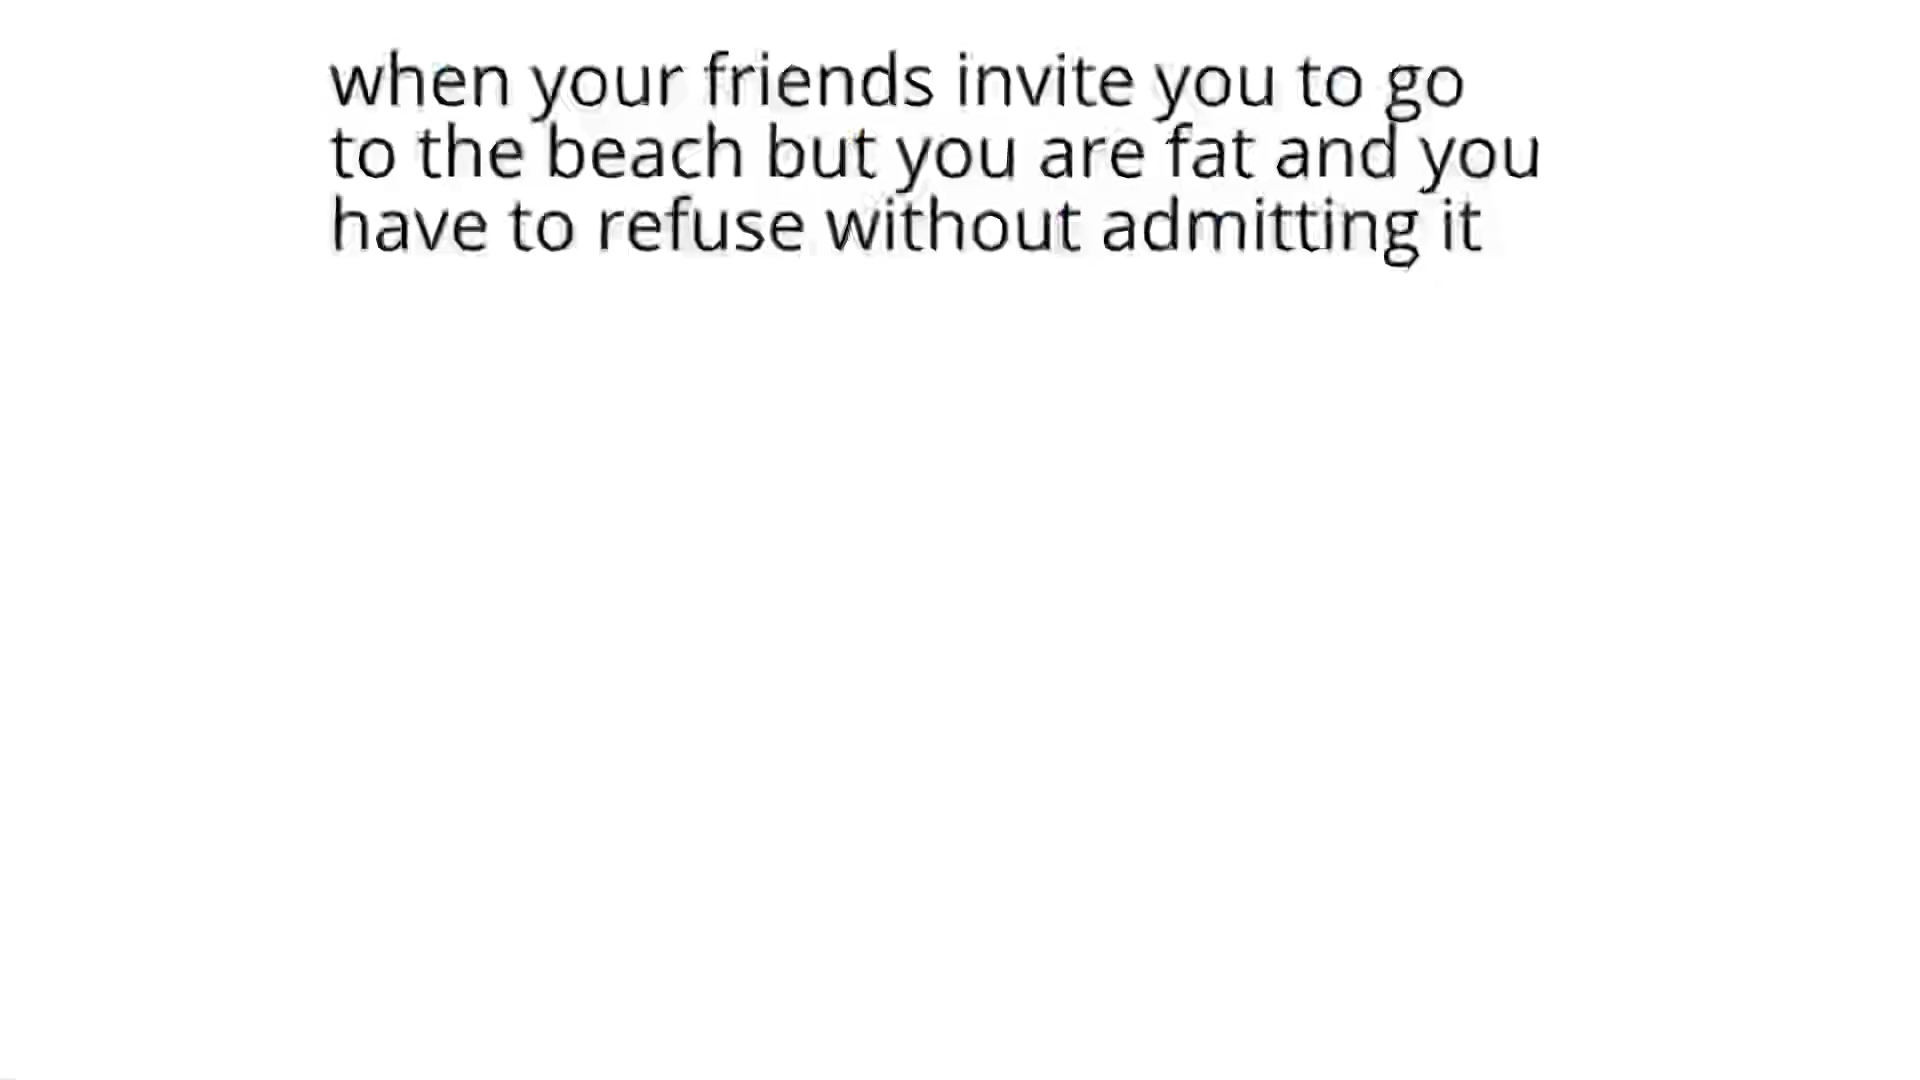 when your friends invite you to go
to the beach but you are fat and you
have to refuse without admitting it